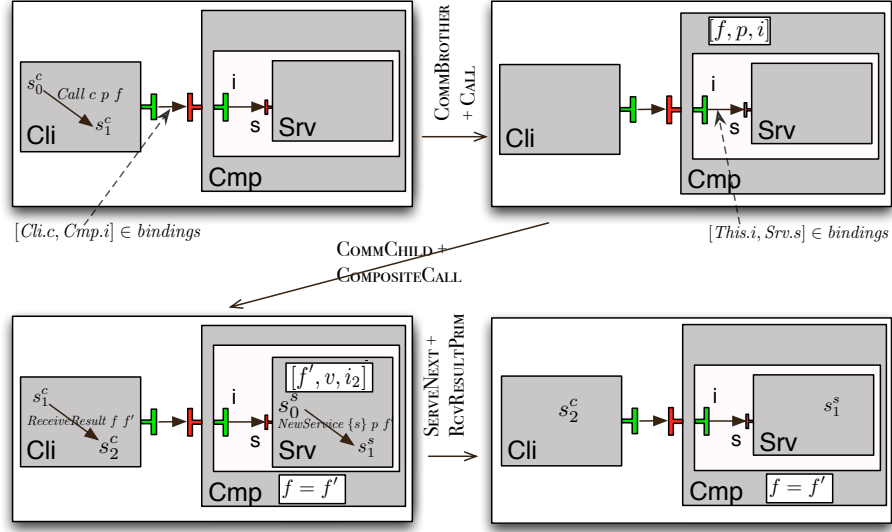 $s_0^c$
Call c p f
$s_1^c$
Cli
i
s
Srv
Cmp
[Cli.c, Cmp.i] ∈ bindings
COMMBROTHER
+ CALL
[f, p, i]
Cli
i
s
Srv
Cmp
[This.i, Srv.s] ∈ bindings
COMMCHILD +
COMPOSITECALL
$s_1^c$
ReceiveResult f f′
$s_2^c$
Cli
i
s
[f′, v, i₂]
$s_0^s$
NewService {s} p f
$s_1^s$
Srv
Cmp
f = f′
SERVENEXT +
RCVRESULTPRIM
$s_2^c$
Cli
i
s
$s_1^s$
Srv
Cmp
f = f′